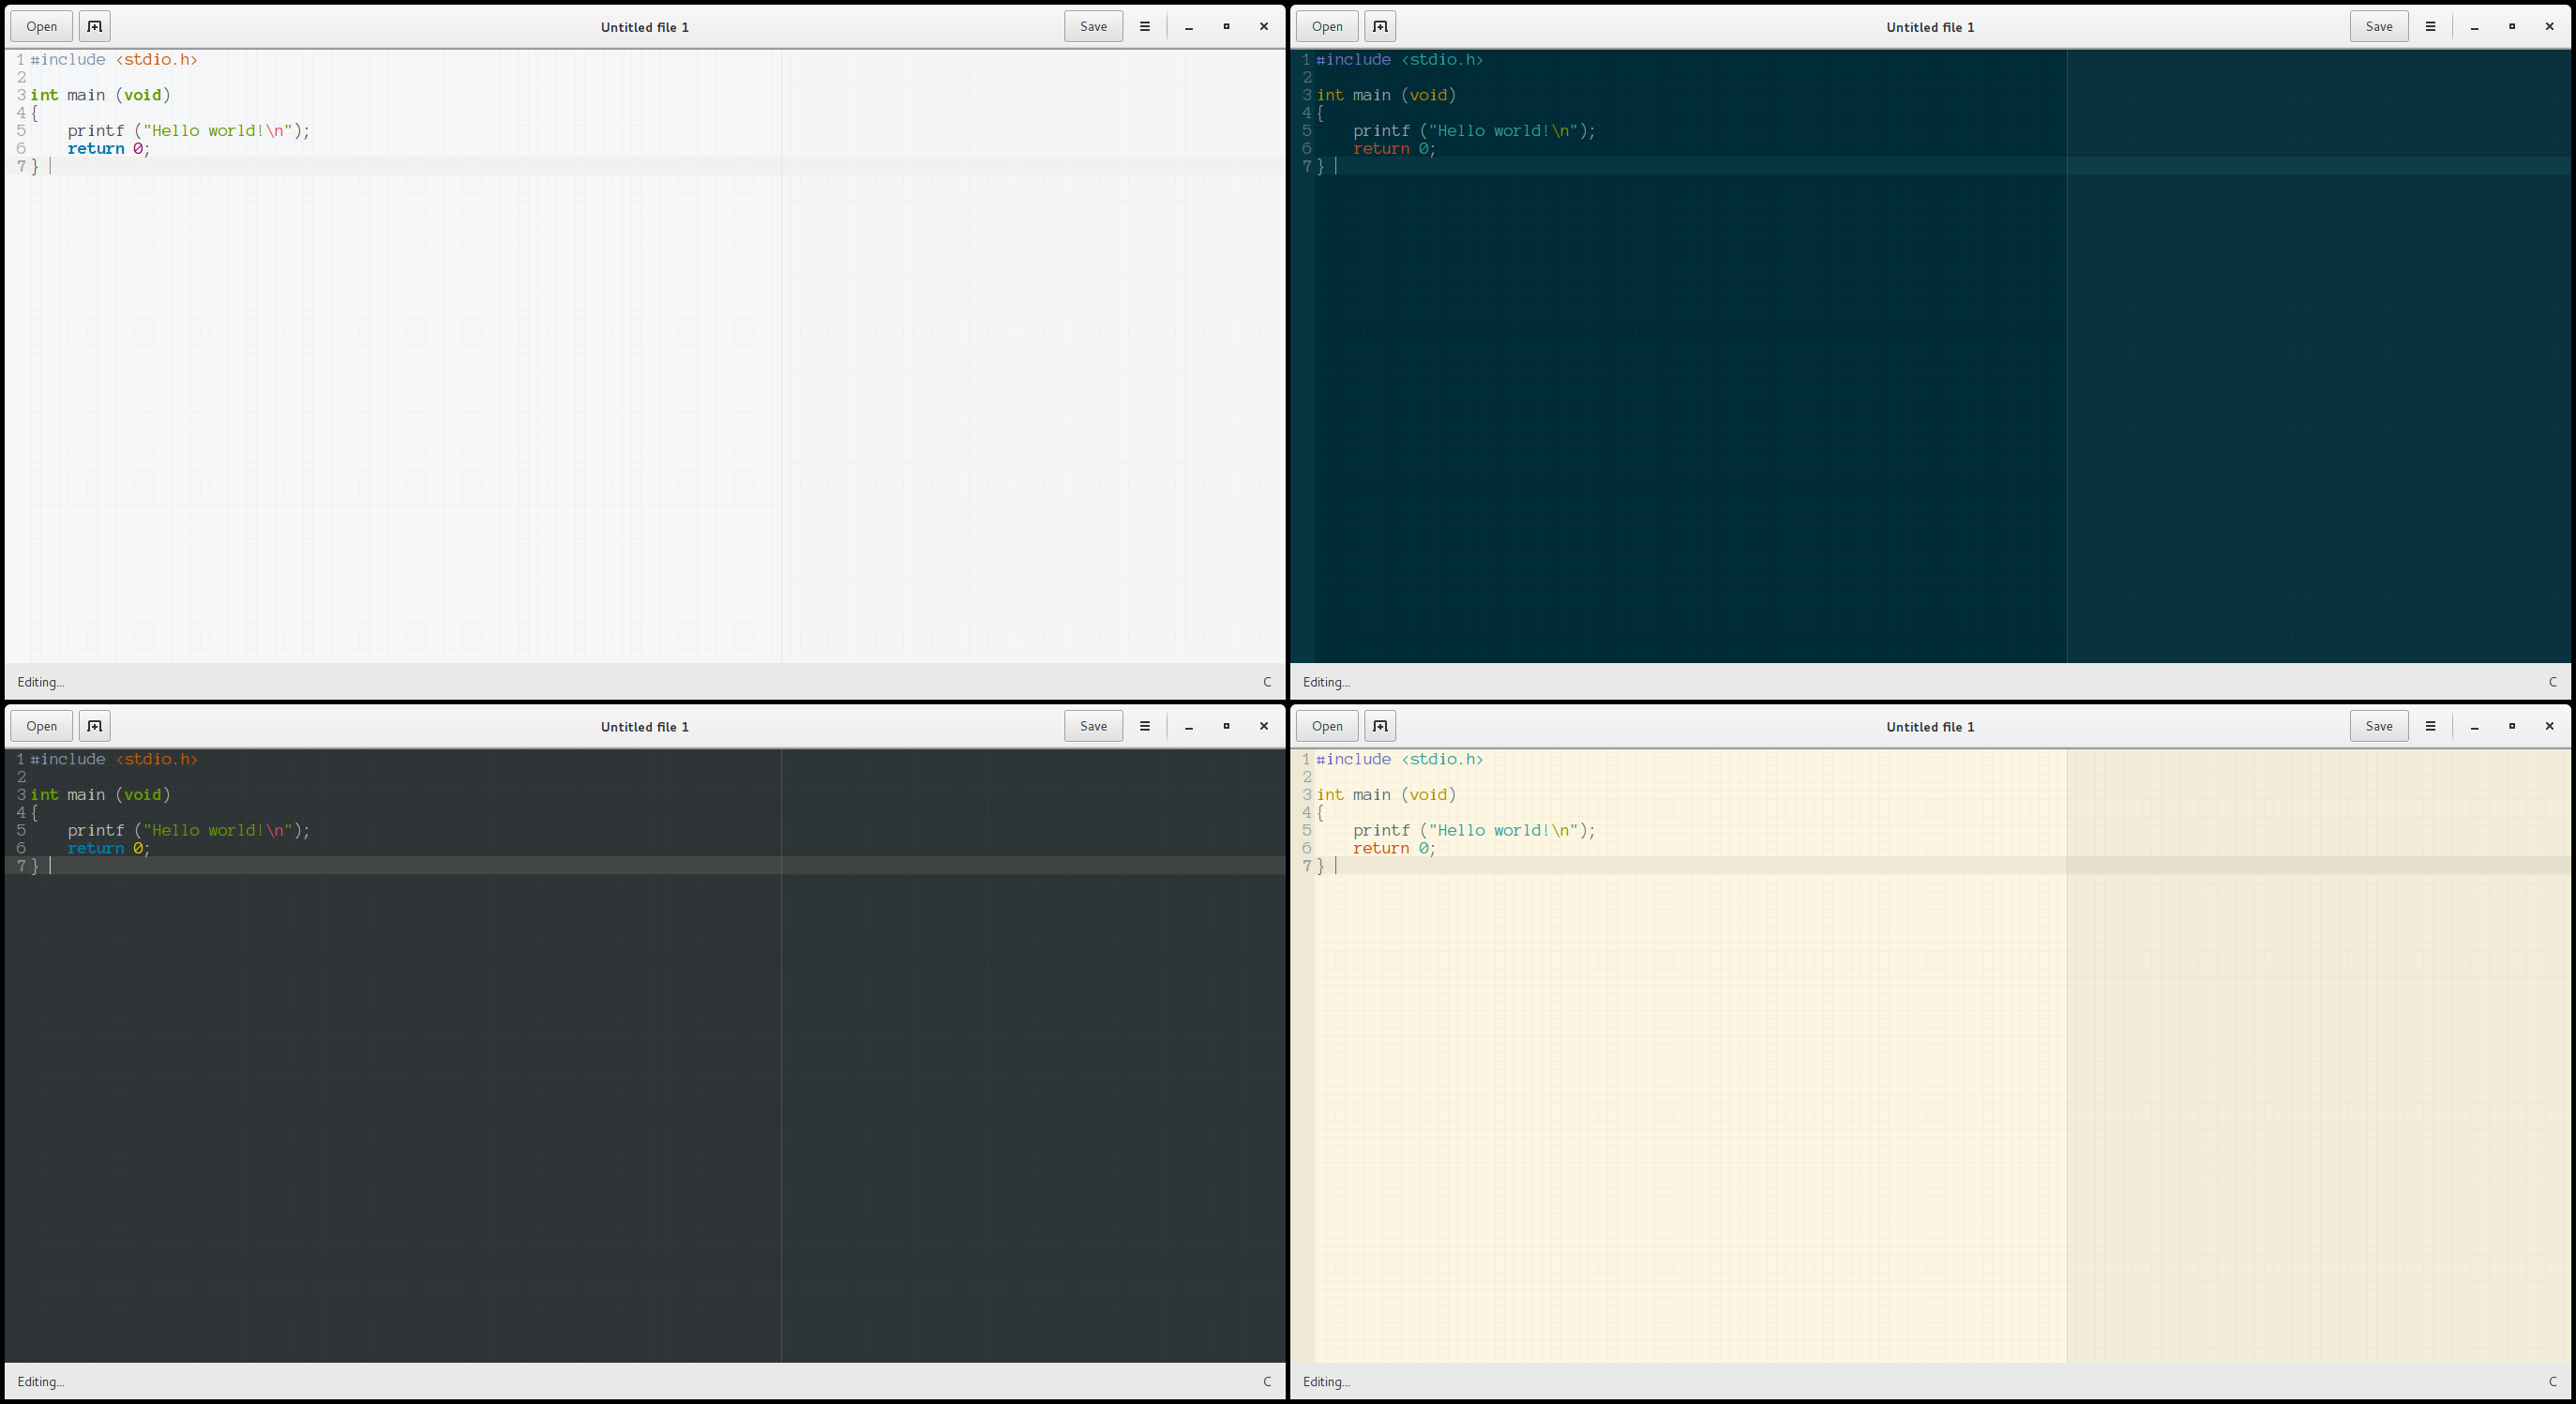 Open Untitled file 1 Save
1 #include <stdio.h>
2
3 int main (void)
4 {
5     printf ("Hello world!\n");
6     return 0;
7 }
Editing... C
Open Untitled file 1 Save
1 #include <stdio.h>
2
3 int main (void)
4 {
5     printf ("Hello world!\n");
6     return 0;
7 }
Editing... C
Open Untitled file 1 Save
1 #include <stdio.h>
2
3 int main (void)
4 {
5     printf ("Hello world!\n");
6     return 0;
7 }
Editing... C
Open Untitled file 1 Save
1 #include <stdio.h>
2
3 int main (void)
4 {
5     printf ("Hello world!\n");
6     return 0;
7 }
Editing... C